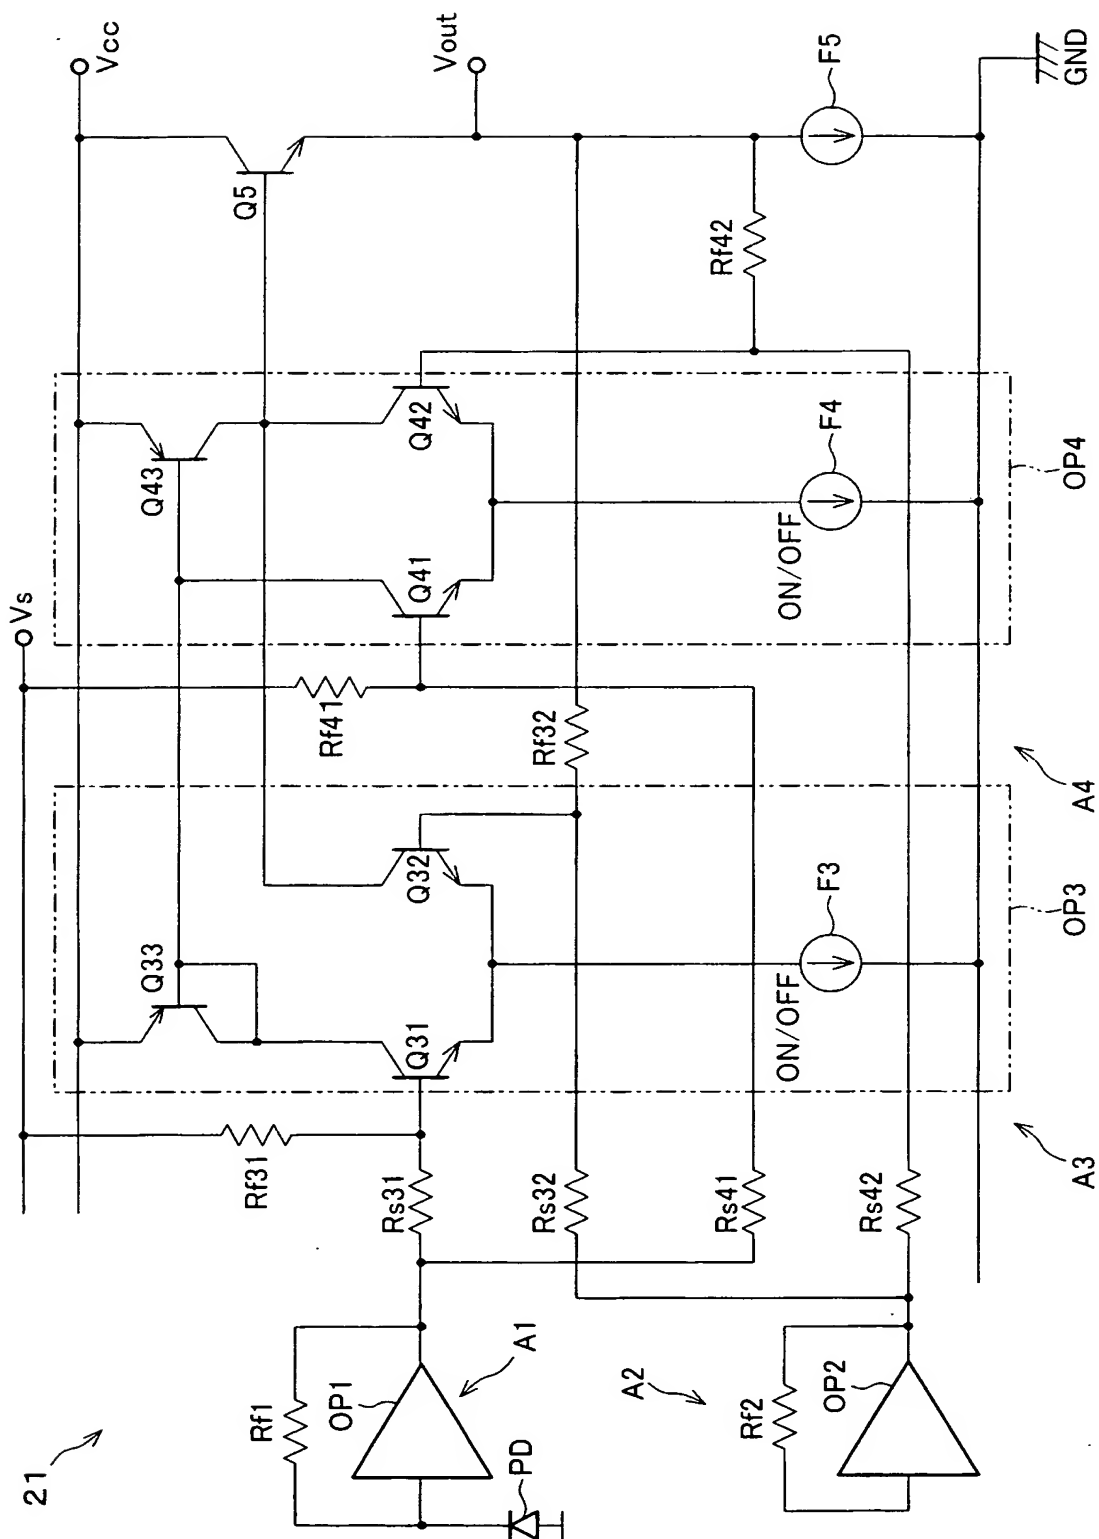 21
Vcc
Vs
Vout
Q5
Q33
Q43
Rf31
Rf41
Rf1
OP1
A1
PD
Rs31
Q31
Q32
Q41
Q42
Rf32
Rf42
Rs32
Rs41
Rs42
A2
Rf2
OP2
ON/OFF
F3
ON/OFF
F4
F5
GND
A3
OP3
A4
OP4